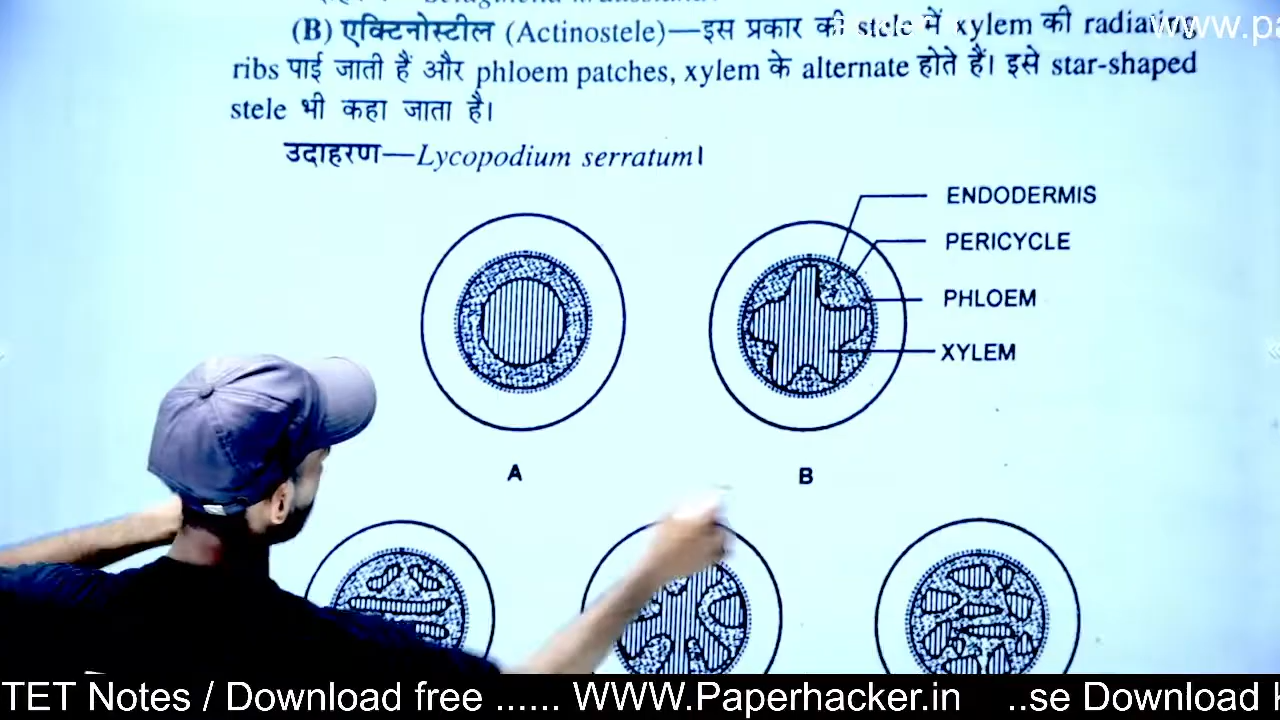 (B) एक्टिनोस्टील (Actinostele)—इस प्रकार की stele में xylem की radiating
ribs पाई जाती हैं और phloem patches, xylem के alternate होते हैं। इसे star-shaped
stele भी कहा जाता है।
उदाहरण—Lycopodium serratum।
ENDODERMIS
PERICYCLE
PHLOEM
XYLEM
A
B
TET Notes / Download free ...... WWW.Paperhacker.in ..se Download